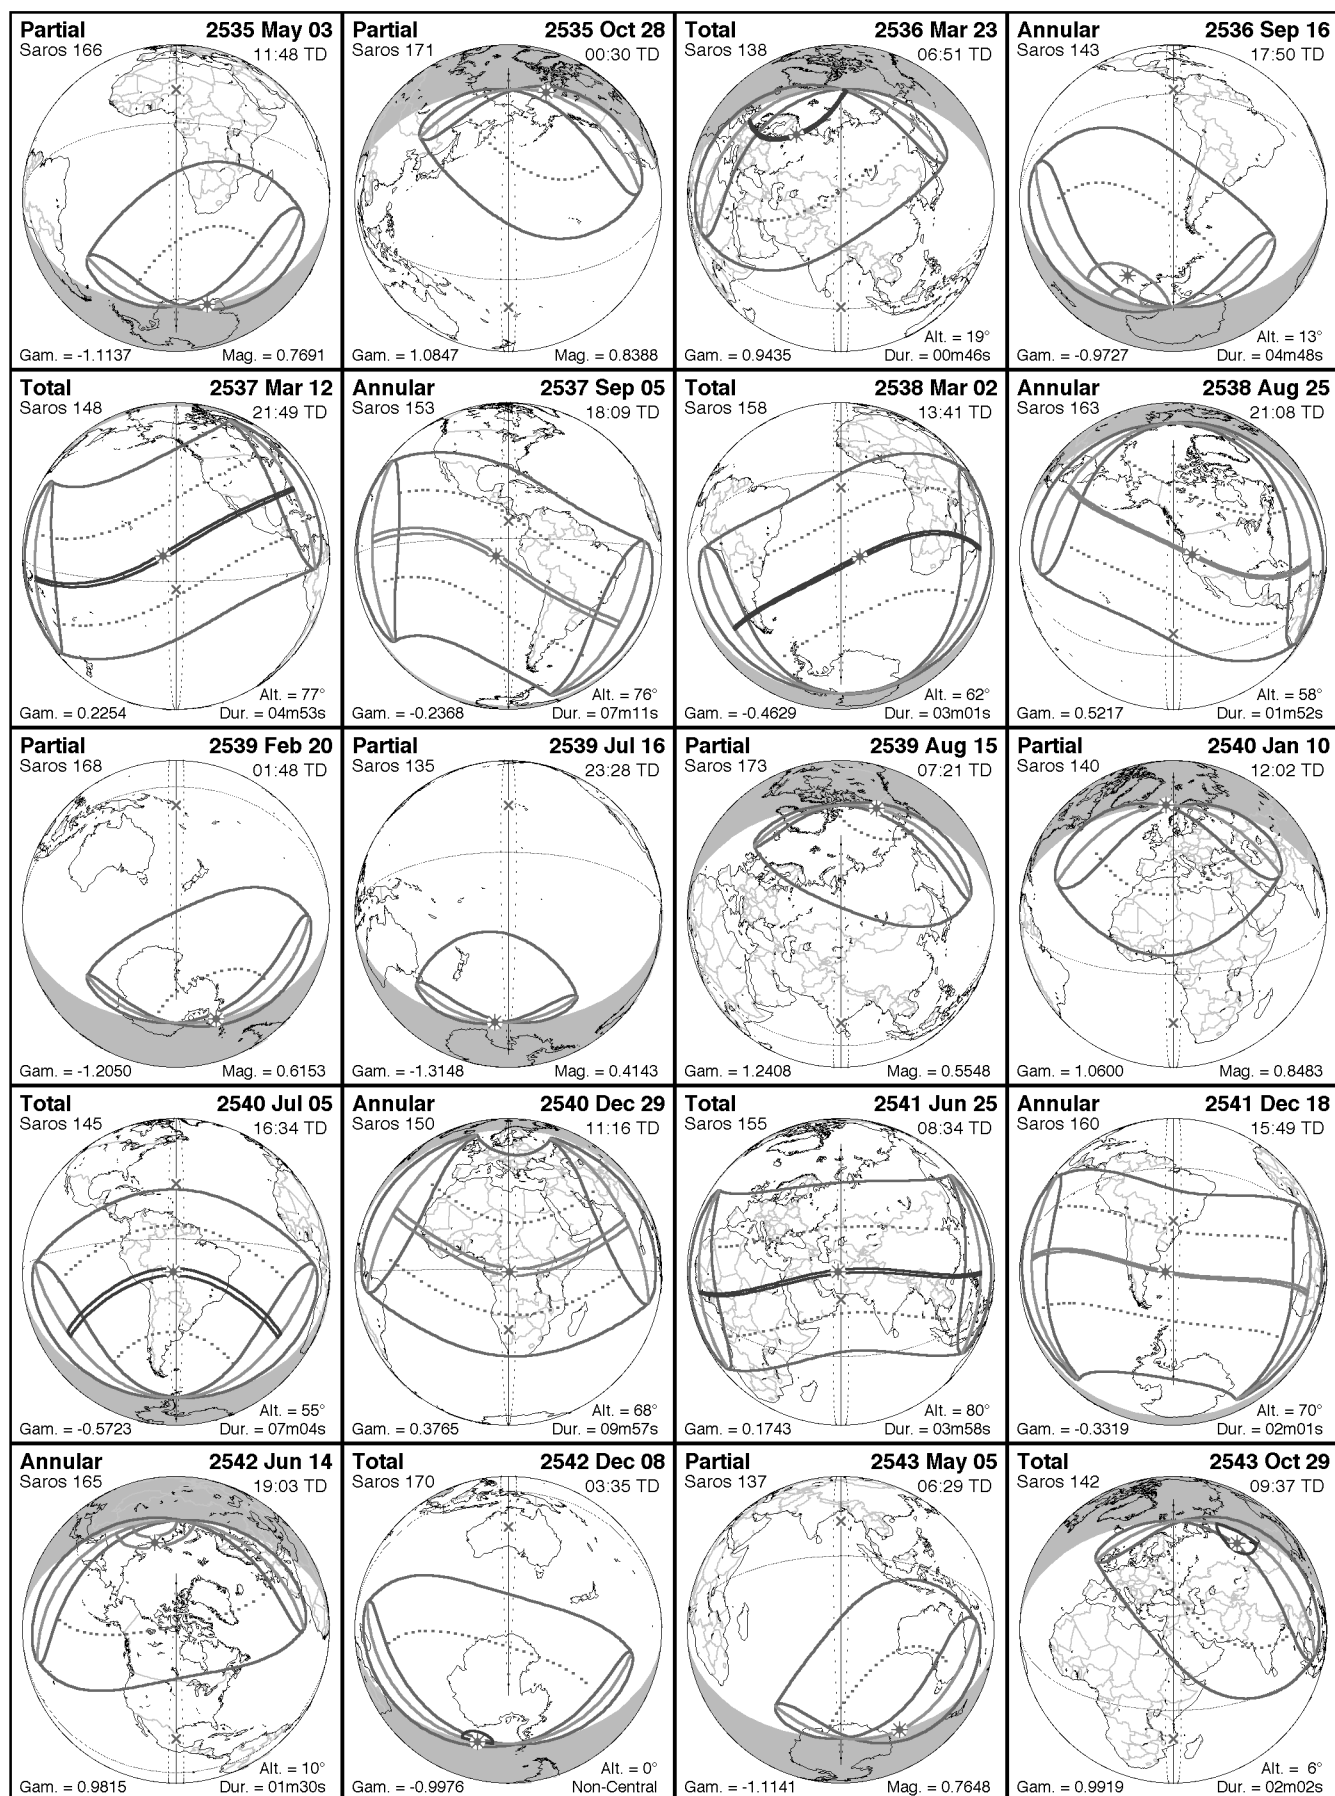 Partial 2535 May 03
Saros 166 11:48 TD
Gam. = -1.1137 Mag. = 0.7691
Partial 2535 Oct 28
Saros 171 00:30 TD
Gam. = 1.0847 Mag. = 0.8388
Total 2536 Mar 23
Saros 138 06:51 TD
Alt. = 19°
Gam. = 0.9435 Dur. = 00m46s
Annular 2536 Sep 16
Saros 143 17:50 TD
Alt. = 13°
Gam. = -0.9727 Dur. = 04m48s
Total 2537 Mar 12
Saros 148 21:49 TD
Alt. = 77°
Gam. = 0.2254 Dur. = 04m53s
Annular 2537 Sep 05
Saros 153 18:09 TD
Alt. = 76°
Gam. = -0.2368 Dur. = 07m11s
Total 2538 Mar 02
Saros 158 13:41 TD
Alt. = 62°
Gam. = -0.4629 Dur. = 03m01s
Annular 2538 Aug 25
Saros 163 21:08 TD
Alt. = 58°
Gam. = 0.5217 Dur. = 01m52s
Partial 2539 Feb 20
Saros 168 01:48 TD
Gam. = -1.2050 Mag. = 0.6153
Partial 2539 Jul 16
Saros 135 23:28 TD
Gam. = -1.3148 Mag. = 0.4143
Partial 2539 Aug 15
Saros 173 07:21 TD
Gam. = 1.2408 Mag. = 0.5548
Partial 2540 Jan 10
Saros 140 12:02 TD
Gam. = 1.0600 Mag. = 0.8483
Total 2540 Jul 05
Saros 145 16:34 TD
Alt. = 55°
Gam. = -0.5723 Dur. = 07m04s
Annular 2540 Dec 29
Saros 150 11:16 TD
Alt. = 68°
Gam. = 0.3765 Dur. = 09m57s
Total 2541 Jun 25
Saros 155 08:34 TD
Alt. = 80°
Gam. = 0.1743 Dur. = 03m58s
Annular 2541 Dec 18
Saros 160 15:49 TD
Alt. = 70°
Gam. = -0.3319 Dur. = 02m01s
Annular 2542 Jun 14
Saros 165 19:03 TD
Alt. = 10°
Gam. = 0.9815 Dur. = 01m30s
Total 2542 Dec 08
Saros 170 03:35 TD
Alt. = 0°
Gam. = -0.9976 Non-Central
Partial 2543 May 05
Saros 137 06:29 TD
Gam. = -1.1141 Mag. = 0.7648
Total 2543 Oct 29
Saros 142 09:37 TD
Alt. = 6°
Gam. = 0.9919 Dur. = 02m02s